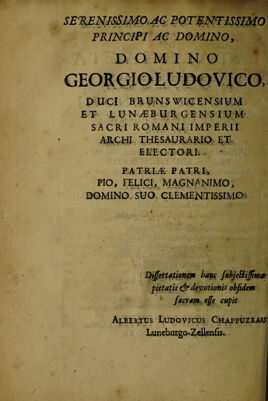 SERENISSIMO AC POTENTISSIMO
PRINCIPI AC DOMINO,
DOMINO
GEORGIO LUDOVICO,
DUCI BRUNSWICENSIUM
ET LUNÆBURGENSIUM
SACRI ROMANI IMPERII
ARCHI THESAURARIO ET
ELECTORI.
PATRIÆ PATRI,
PIO, FELICI, MAGNANIMO,
DOMINO SUO CLEMENTISSIMO
Dissertationem hanc subjectissimæ
pietatis & devotionis obsidem
sacram esse cupit
ALBERTUS LUDOVICUS CHAPPUZEAU
Luneburgo-Zellensis.